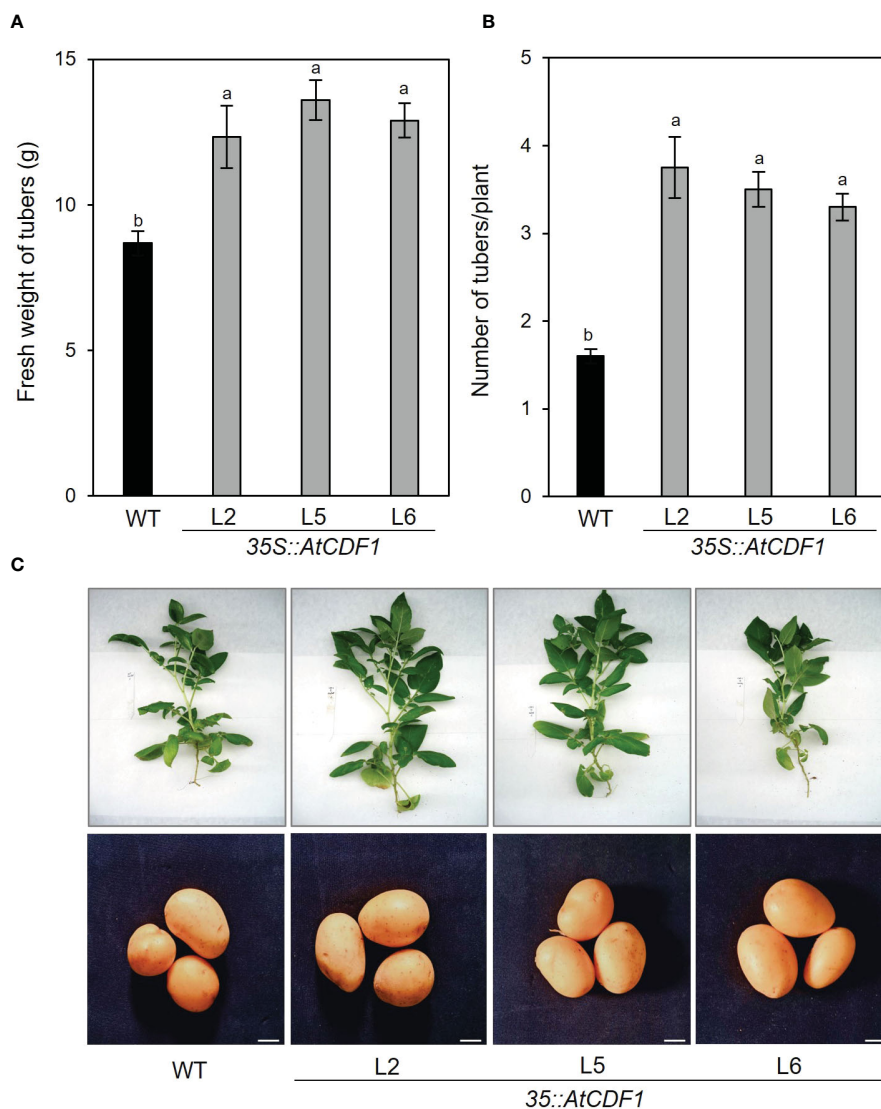 A
B
Fresh weight of tubers (g)
15
10
5
0
a
a
a
b
WT
L2
L5
L6
35S::AtCDF1
Number of tubers/plant
5
4
3
2
1
0
a
a
a
b
WT
L2
L5
L6
35S::AtCDF1
C
WT
L2
L5
L6
35::AtCDF1